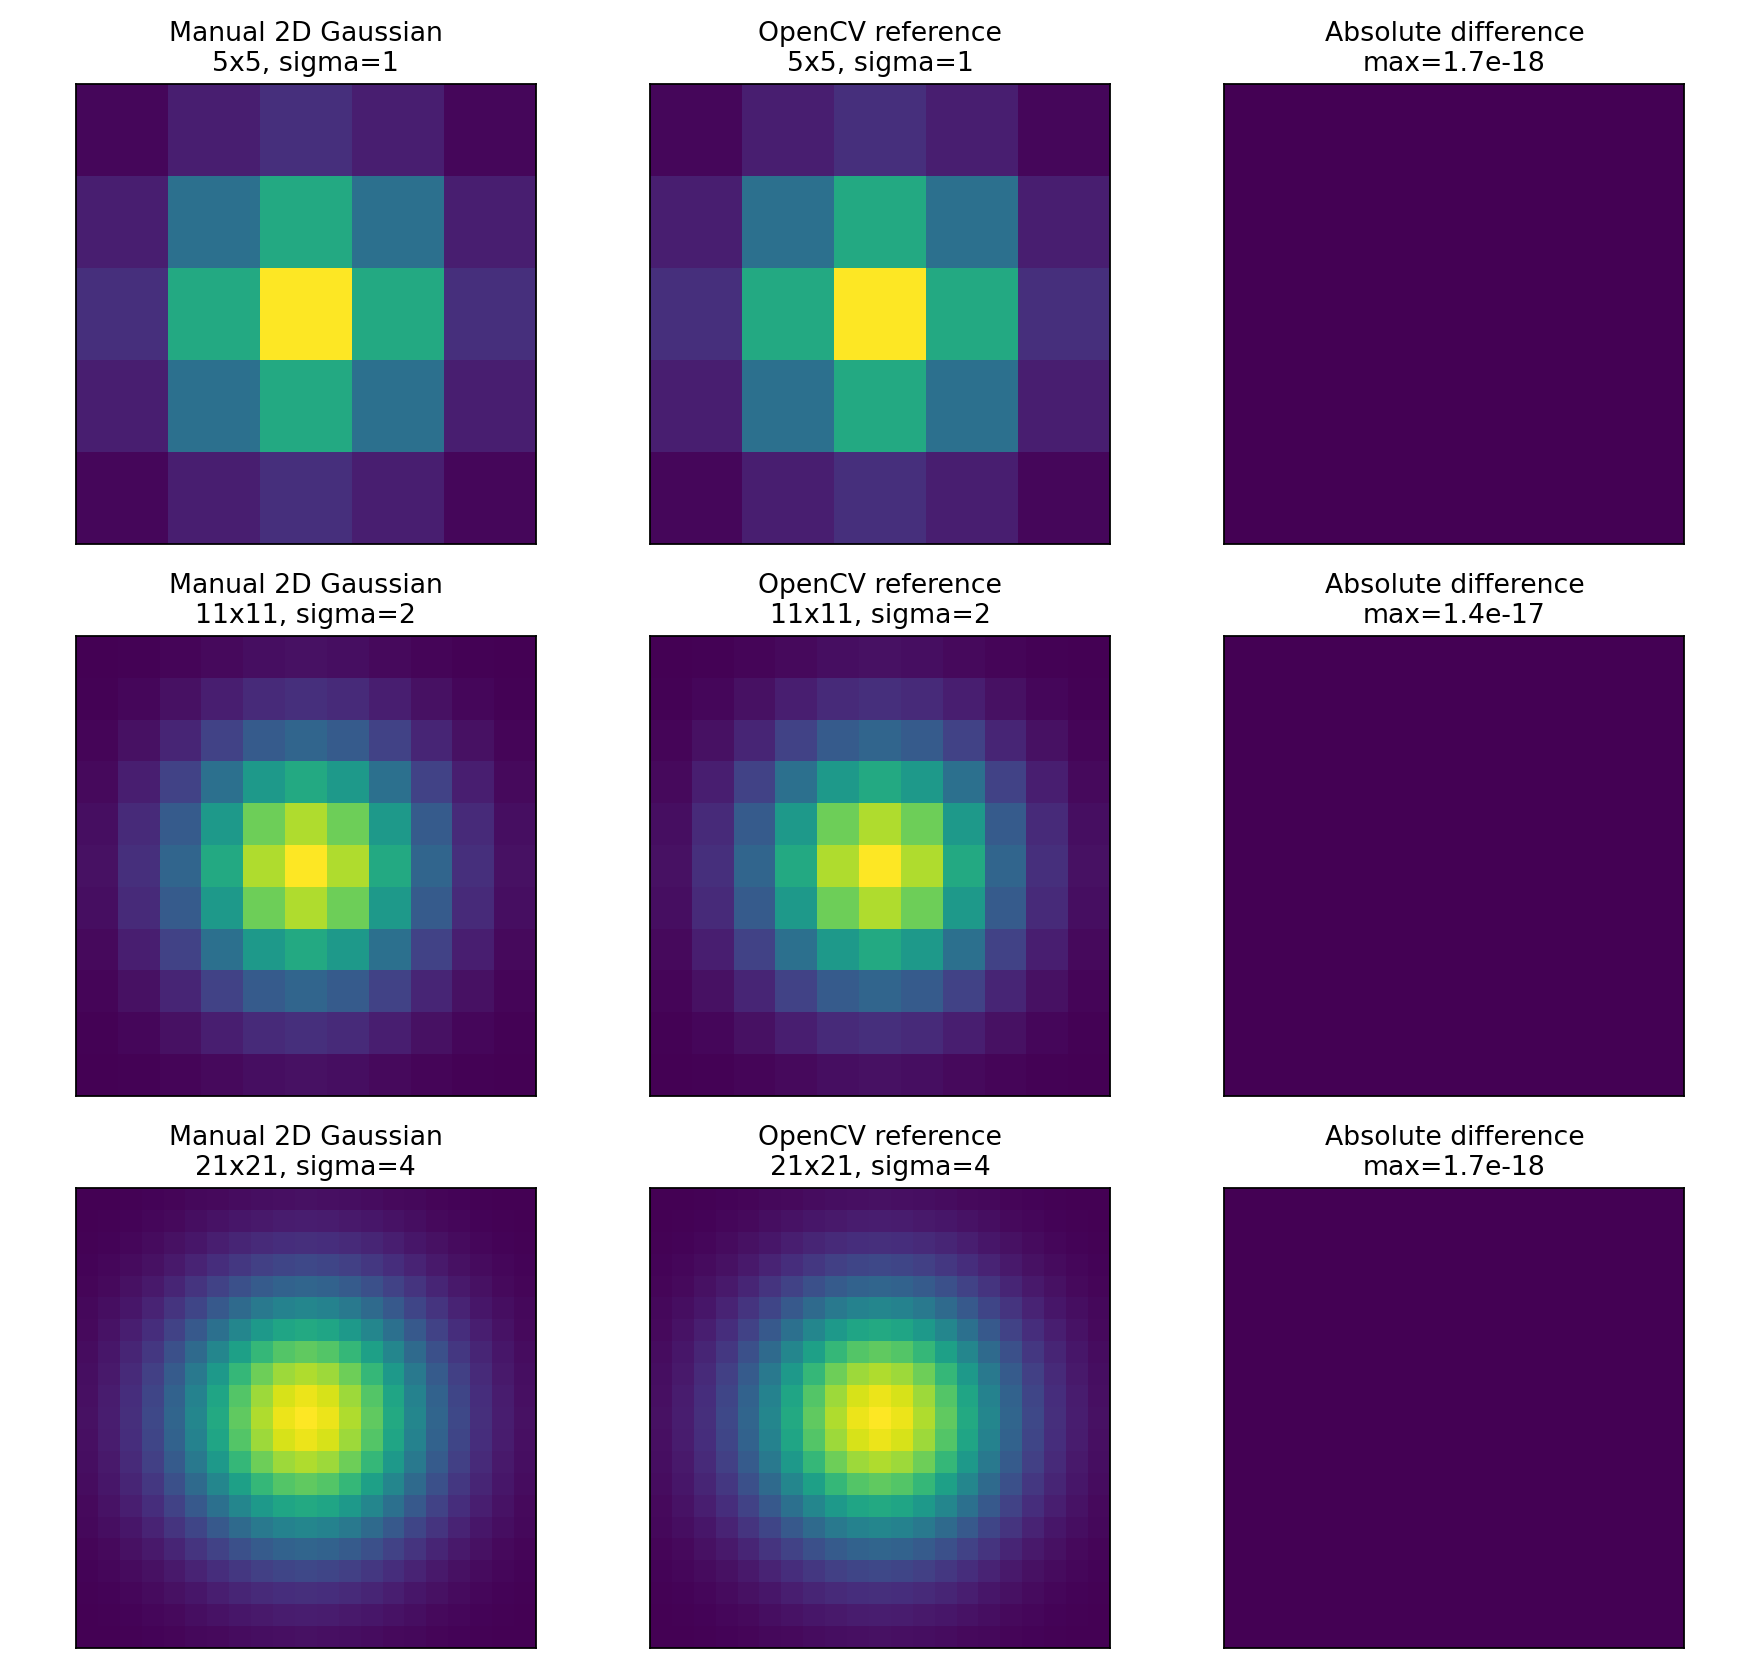 Manual 2D Gaussian
5x5, sigma=1
OpenCV reference
5x5, sigma=1
Absolute difference
max=1.7e-18
Manual 2D Gaussian
11x11, sigma=2
OpenCV reference
11x11, sigma=2
Absolute difference
max=1.4e-17
Manual 2D Gaussian
21x21, sigma=4
OpenCV reference
21x21, sigma=4
Absolute difference
max=1.7e-18